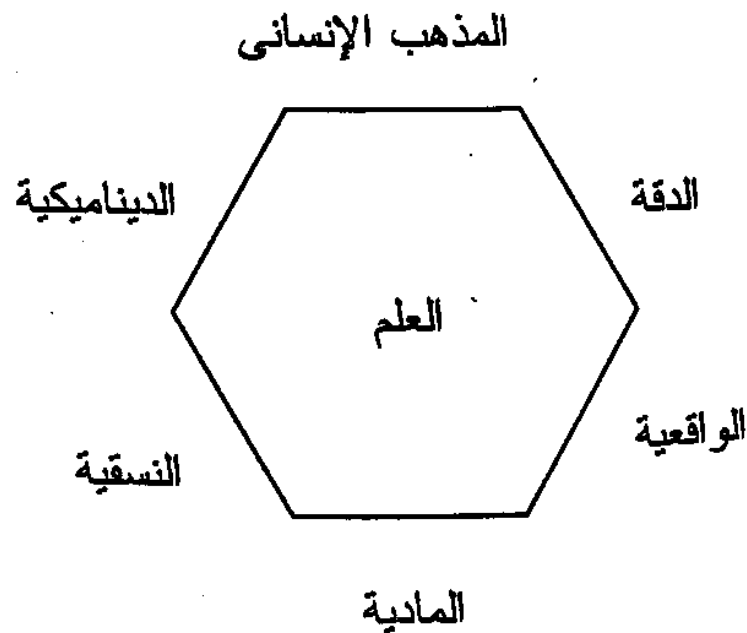 المذهب الإنسانى
الدقة
الديناميكية
العلم
الواقعية
النسقية
المادية